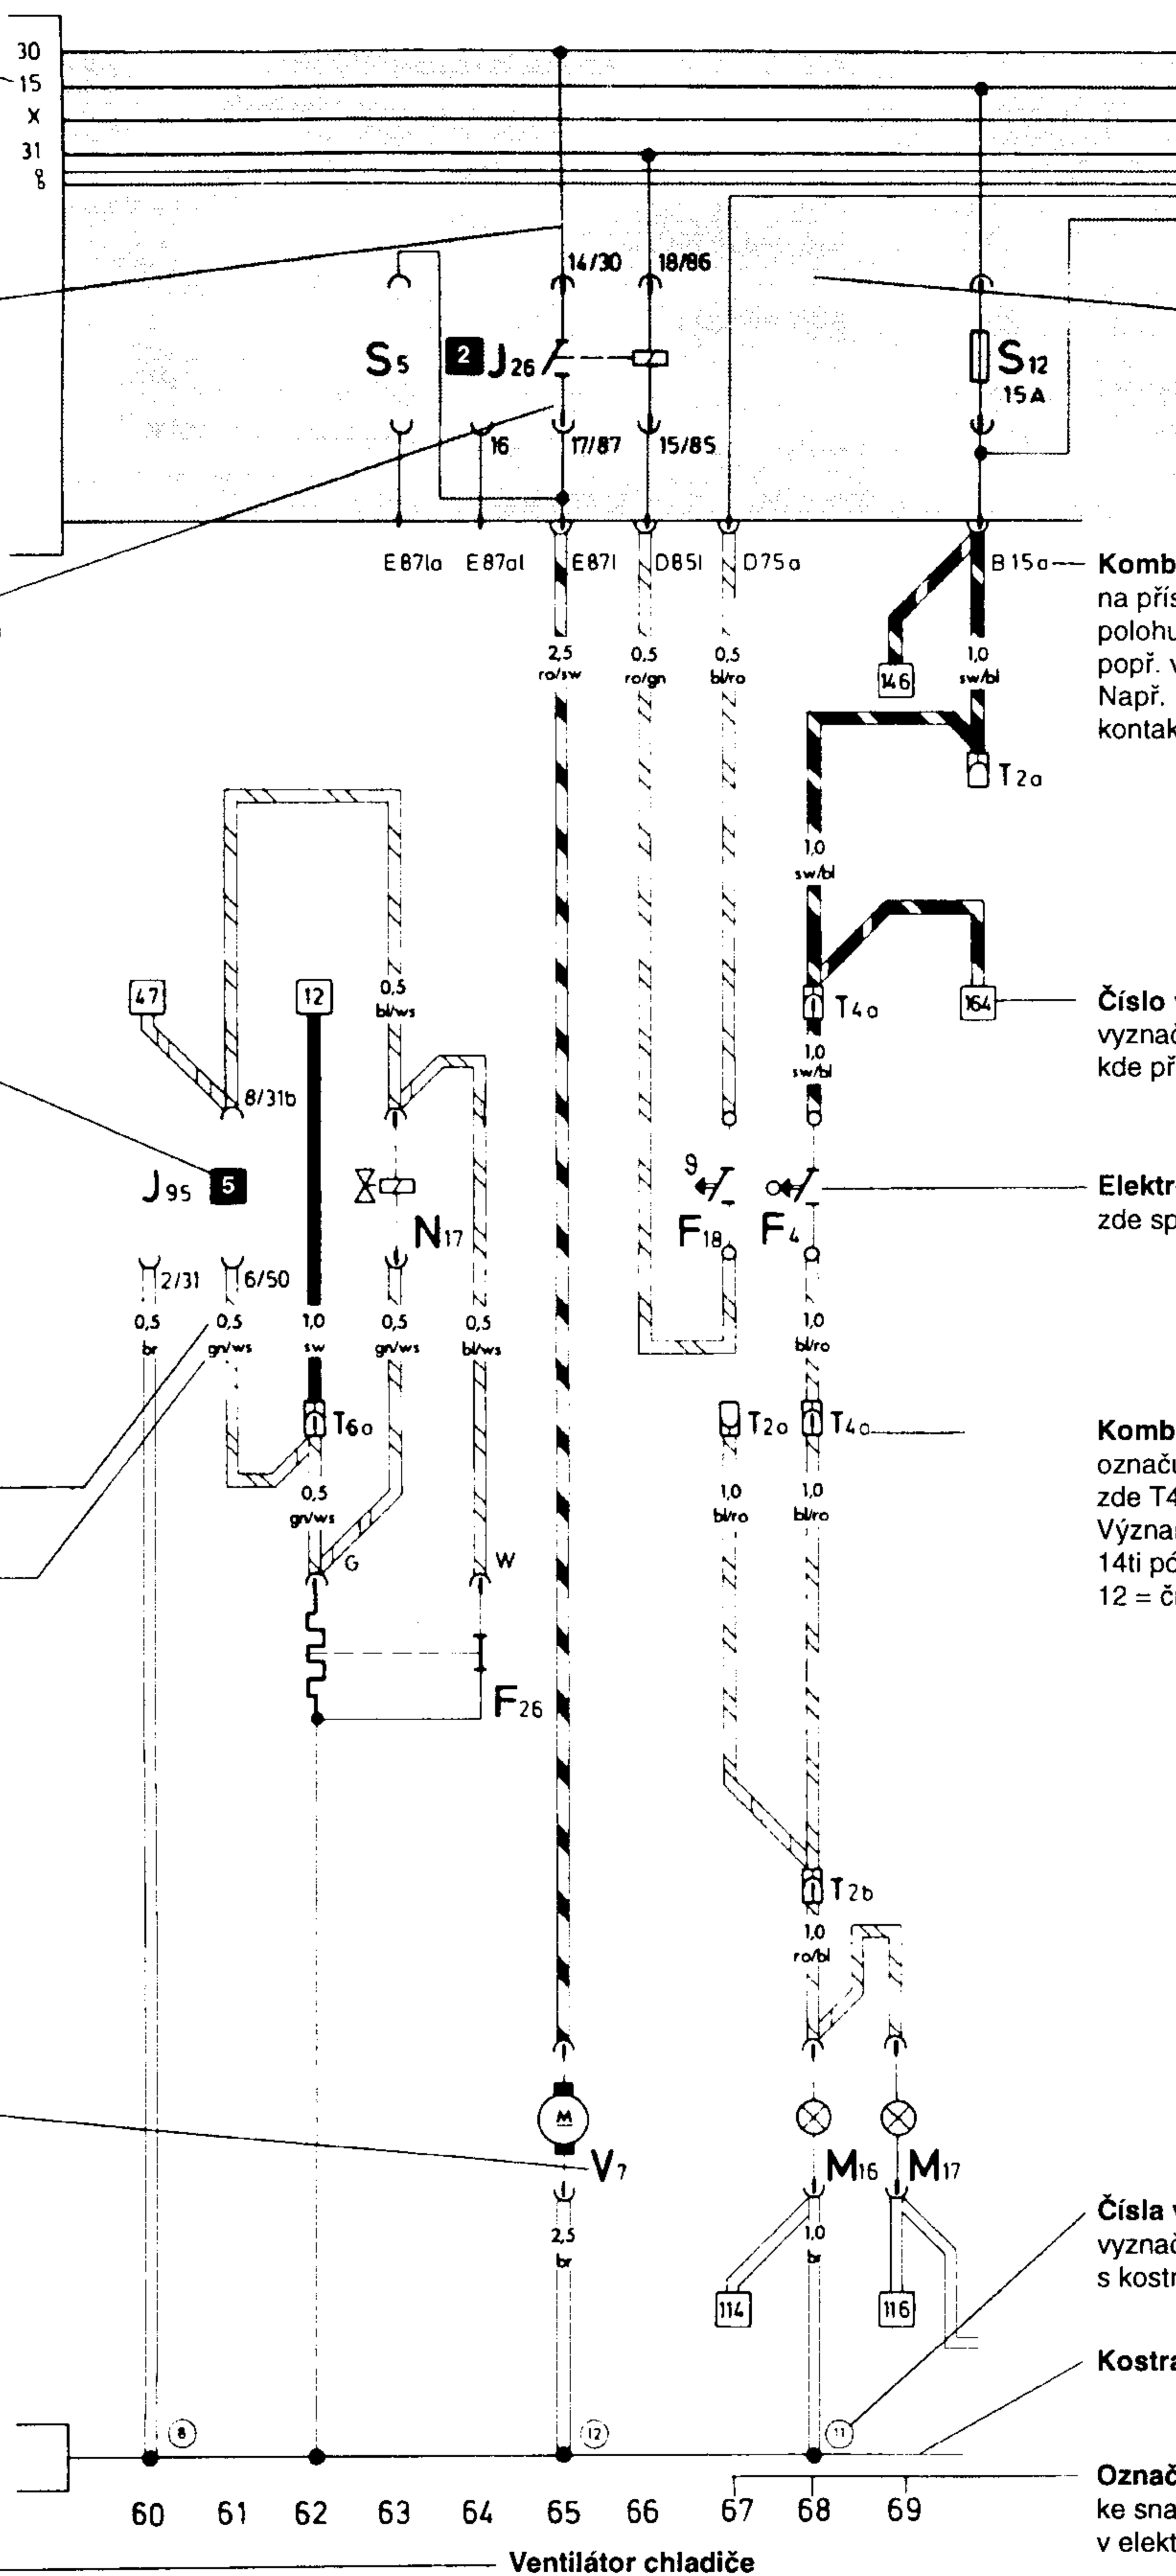 30
15
X
31
14/30
18/86
S5
2
J26
S12
15A
16
17/87
15/85
E87la
E87al
E87l
D85l
D75a
B15a
Komb
na přís
polohu
popř. v
Např.
kontak
2,5
ro/sw
0,5
ro/gn
0,5
bl/ro
146
1,0
sw/bl
T2a
1,0
sw/bl
47
12
0,5
bl/ws
T4a
164
Číslo v
vyznač
kde př
1,0
sw/bl
8/31b
J95
5
N17
9
F18
F4
Elektro
zde sp
2/31
6/50
0,5
br
0,5
gn/ws
1,0
sw
0,5
gn/ws
0,5
bl/ws
1,0
bl/ro
T6a
T2a
T4a
Komb
označu
zde T4
Význa
14ti pó
12 = č
0,5
gn/ws
1,0
bl/ro
1,0
bl/ro
G
W
F26
T2b
1,0
ro/bl
M
V7
M16
M17
2,5
br
1,0
br
114
116
Čísla v
vyznač
s kostr
Kostra
8
12
11
Označ
ke sna
v elekt
60
61
62
63
64
65
66
67
68
69
Ventilátor chladiče